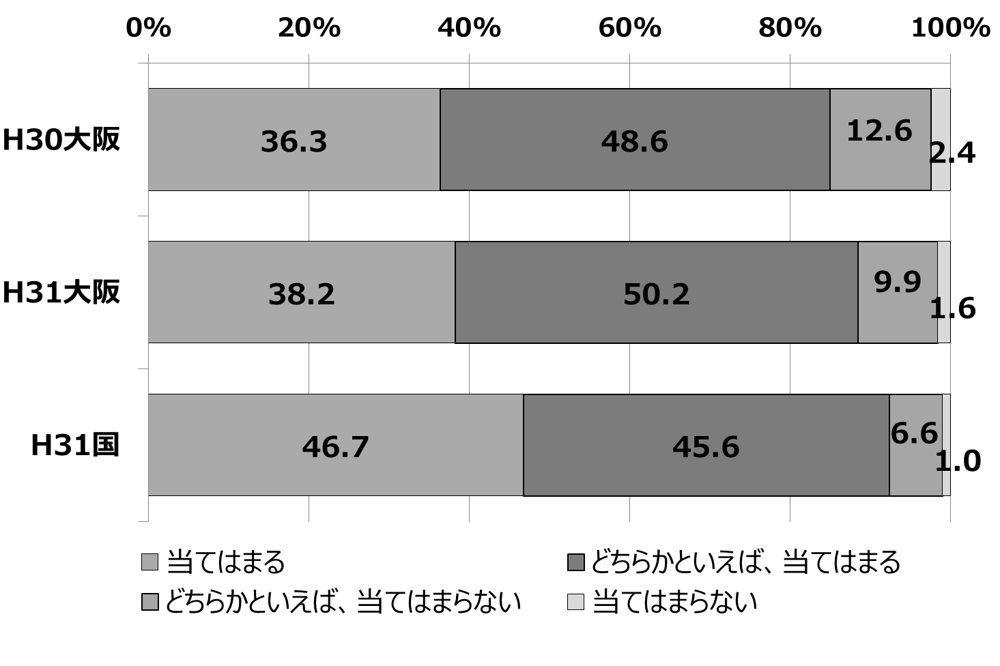 0% 20% 40% 60% 80% 100%
H30大阪 36.3 48.6 12.6 2.4
H31大阪 38.2 50.2 9.9 1.6
H31国 46.7 45.6 6.6 1.0
当てはまる どちらかといえば、当てはまる
どちらかといえば、当てはまらない 当てはまらない